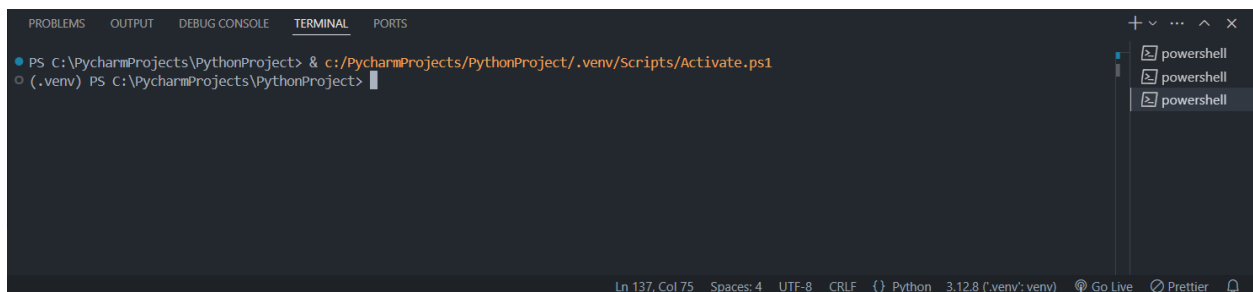 PROBLEMS OUTPUT DEBUG CONSOLE TERMINAL PORTS
PS C:\PycharmProjects\PythonProject> & c:/PycharmProjects/PythonProject/.venv/Scripts/Activate.ps1
(.venv) PS C:\PycharmProjects\PythonProject>
powershell
powershell
powershell
Ln 137, Col 75 Spaces: 4 UTF-8 CRLF {} Python 3.12.8 ('.venv': venv) Go Live Prettier